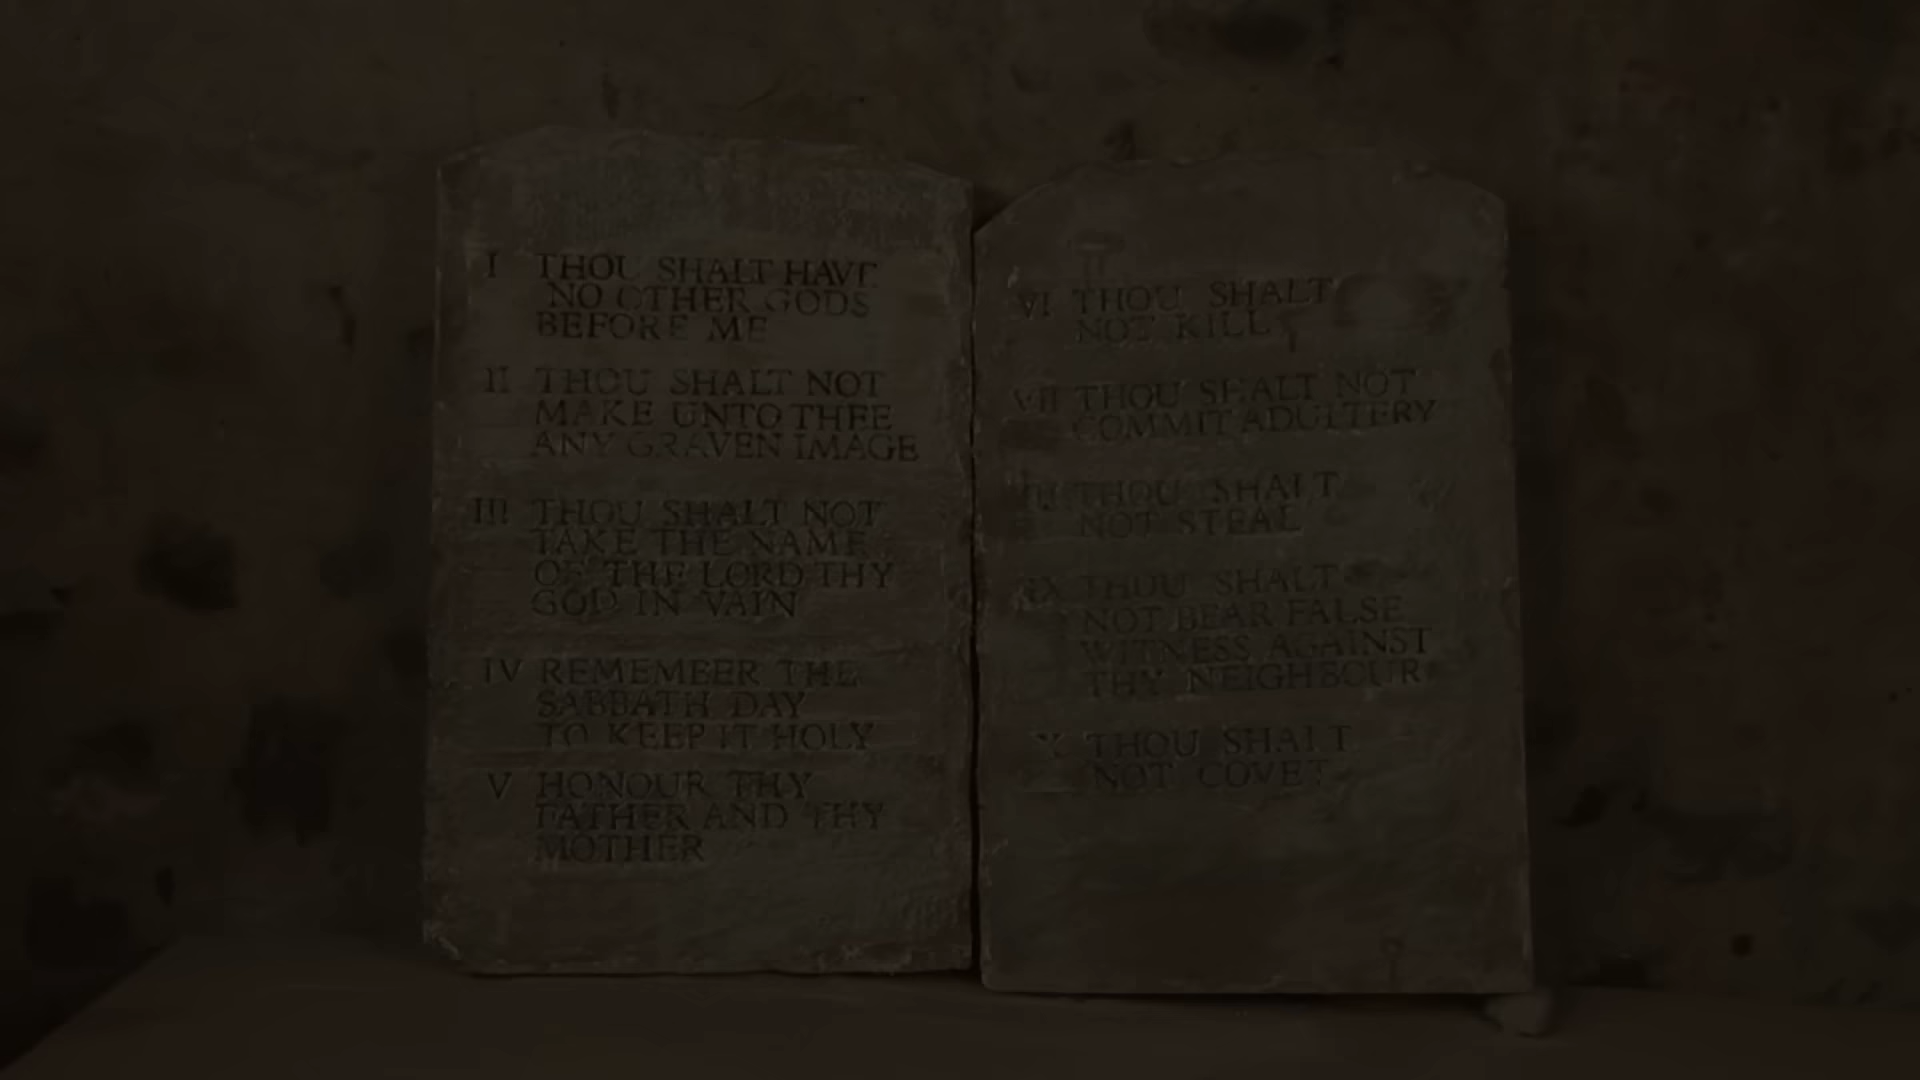 I THOU SHALT HAVE
NO OTHER GODS
BEFORE ME
II THOU SHALT NOT
MAKE UNTO THEE
ANY GRAVEN IMAGE
III THOU SHALT NOT
TAKE THE NAME
OF THE LORD THY
GOD IN VAIN
IV REMEMBER THE
SABBATH DAY
TO KEEP IT HOLY
V HONOUR THY
FATHER AND THY
MOTHER
VI THOU SHALT
NOT KILL
VII THOU SHALT NOT
COMMIT ADULTERY
THOU SHALT
NOT STEAL
IX THOU SHALT
NOT BEAR FALSE
WITNESS AGAINST
THY NEIGHBOUR
X THOU SHALT
NOT COVET